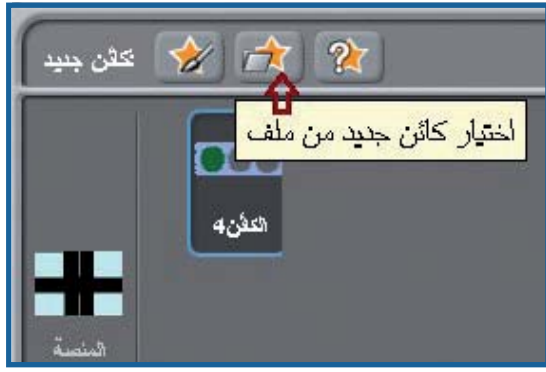 كائن جديد
اختيار كائن جديد من ملف
الكائن4
المنصة